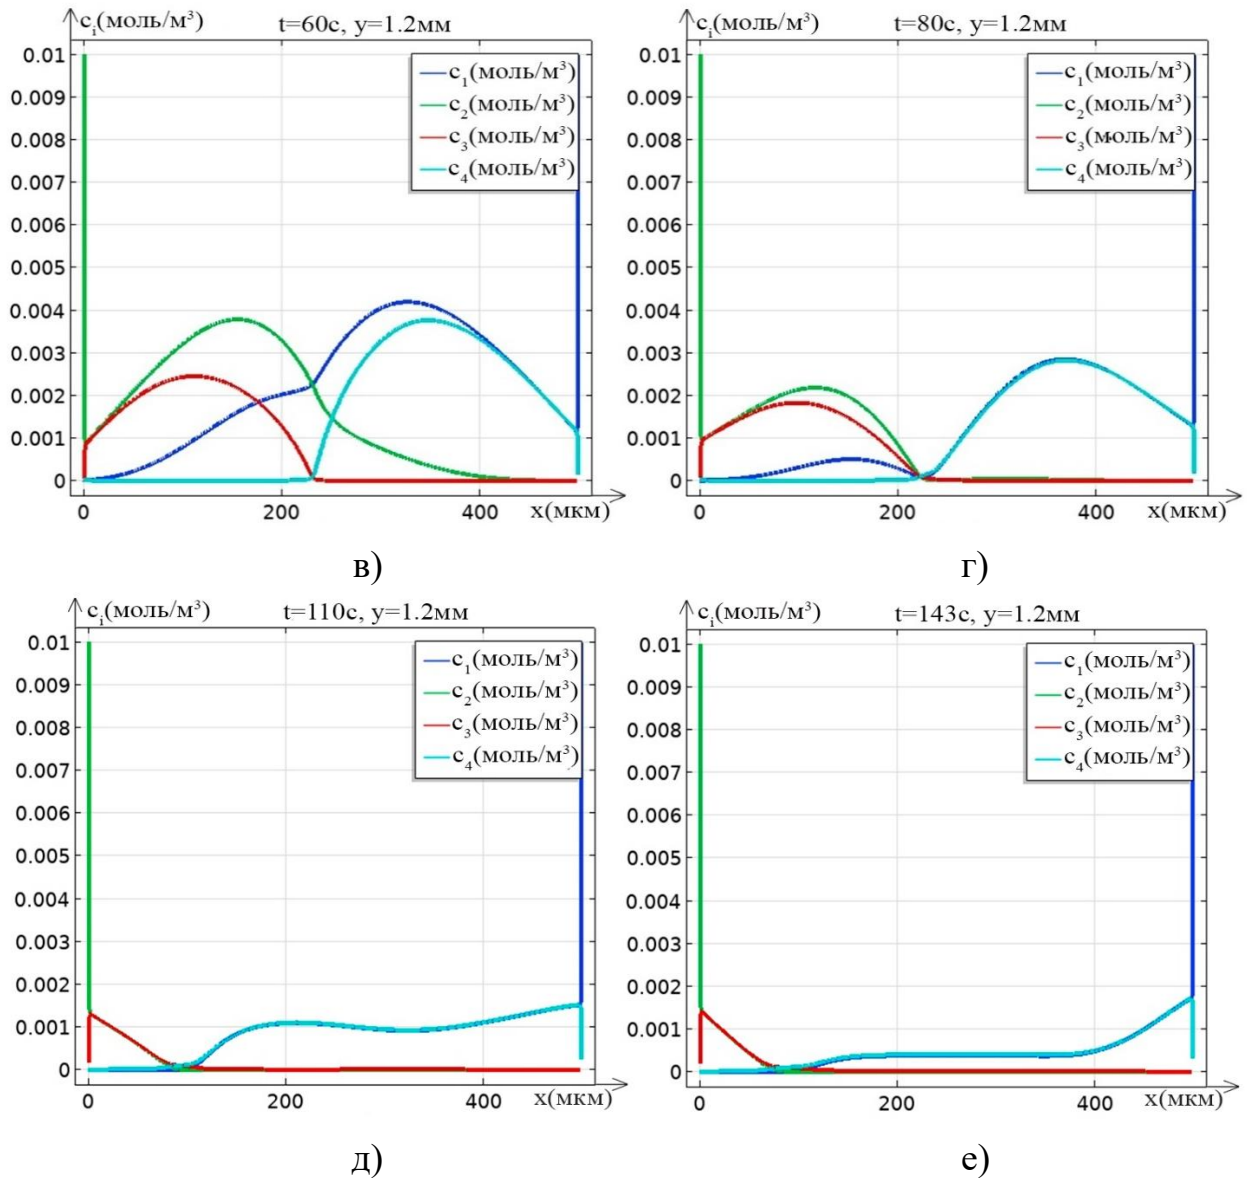 cᵢ(моль/м³) t=60с, y=1.2мм
c₁(моль/м³)
c₂(моль/м³)
c₃(моль/м³)
c₄(моль/м³)
0.01
0.009
0.008
0.007
0.006
0.005
0.004
0.003
0.002
0.001
0
0 200 400 x(мкм)
в)
cᵢ(моль/м³) t=80с, y=1.2мм
c₁(моль/м³)
c₂(моль/м³)
c₃(моль/м³)
c₄(моль/м³)
0.01
0.009
0.008
0.007
0.006
0.005
0.004
0.003
0.002
0.001
0
0 200 400 x(мкм)
г)
cᵢ(моль/м³) t=110с, y=1.2мм
c₁(моль/м³)
c₂(моль/м³)
c₃(моль/м³)
c₄(моль/м³)
0.01
0.009
0.008
0.007
0.006
0.005
0.004
0.003
0.002
0.001
0
0 200 400 x(мкм)
д)
cᵢ(моль/м³) t=143с, y=1.2мм
c₁(моль/м³)
c₂(моль/м³)
c₃(моль/м³)
c₄(моль/м³)
0.01
0.009
0.008
0.007
0.006
0.005
0.004
0.003
0.002
0.001
0
0 200 400 x(мкм)
е)